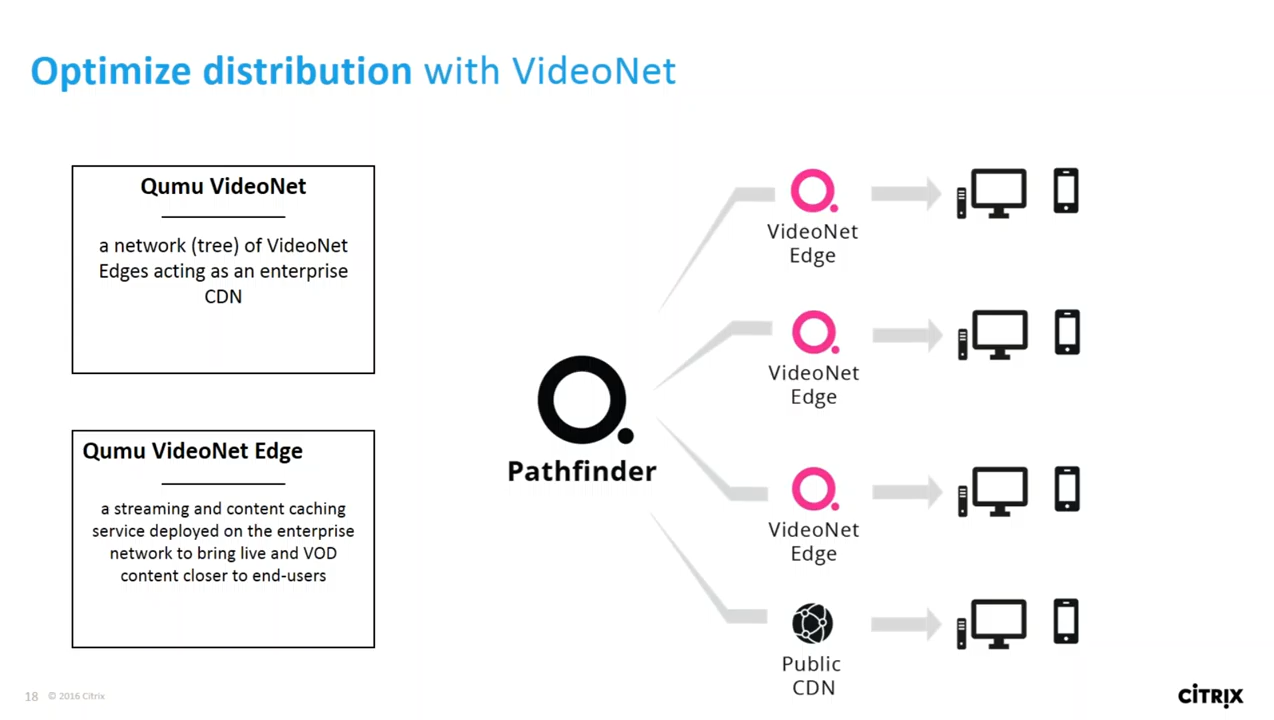 Optimize distribution with VideoNet
Qumu VideoNet
a network (tree) of VideoNet
Edges acting as an enterprise
CDN
Qumu VideoNet Edge
a streaming and content caching
service deployed on the enterprise
network to bring live and VOD
content closer to end-users
Pathfinder
VideoNet
Edge
VideoNet
Edge
VideoNet
Edge
Public
CDN
18 © 2016 Citrix
CİTRIX